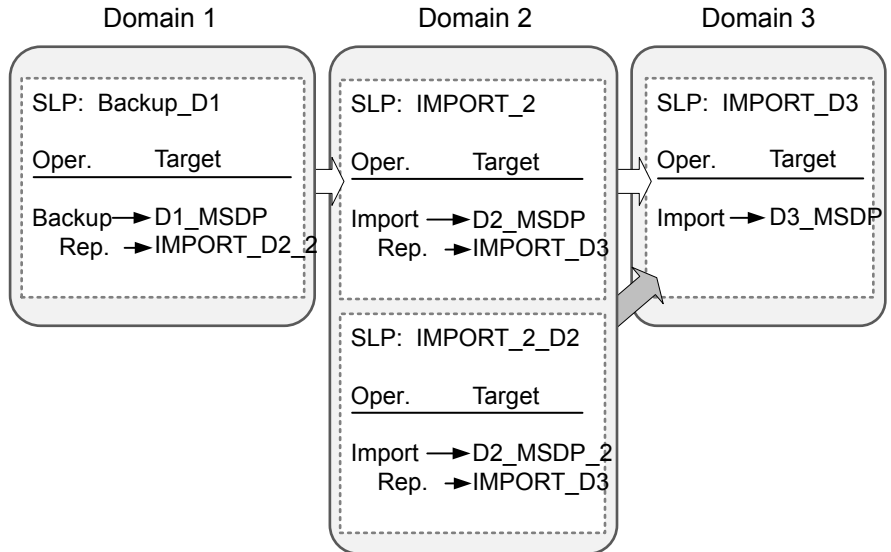 Domain 1
Domain 2
Domain 3
SLP: Backup_D1
Oper. Target
Backup D1_MSDP
Rep. IMPORT_D2_2
SLP: IMPORT_2
Oper. Target
Import D2_MSDP
Rep. IMPORT_D3
SLP: IMPORT_2_D2
Oper. Target
Import D2_MSDP_2
Rep. IMPORT_D3
SLP: IMPORT_D3
Oper. Target
Import D3_MSDP